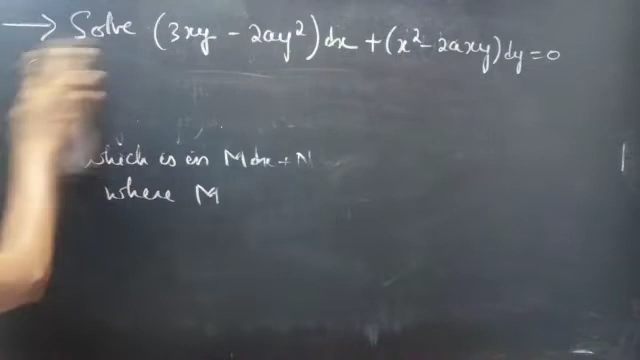 → Solve (3xy - 2ay²)dx + (x² - 2axy)dy = 0
which is in Mdx + N
where M